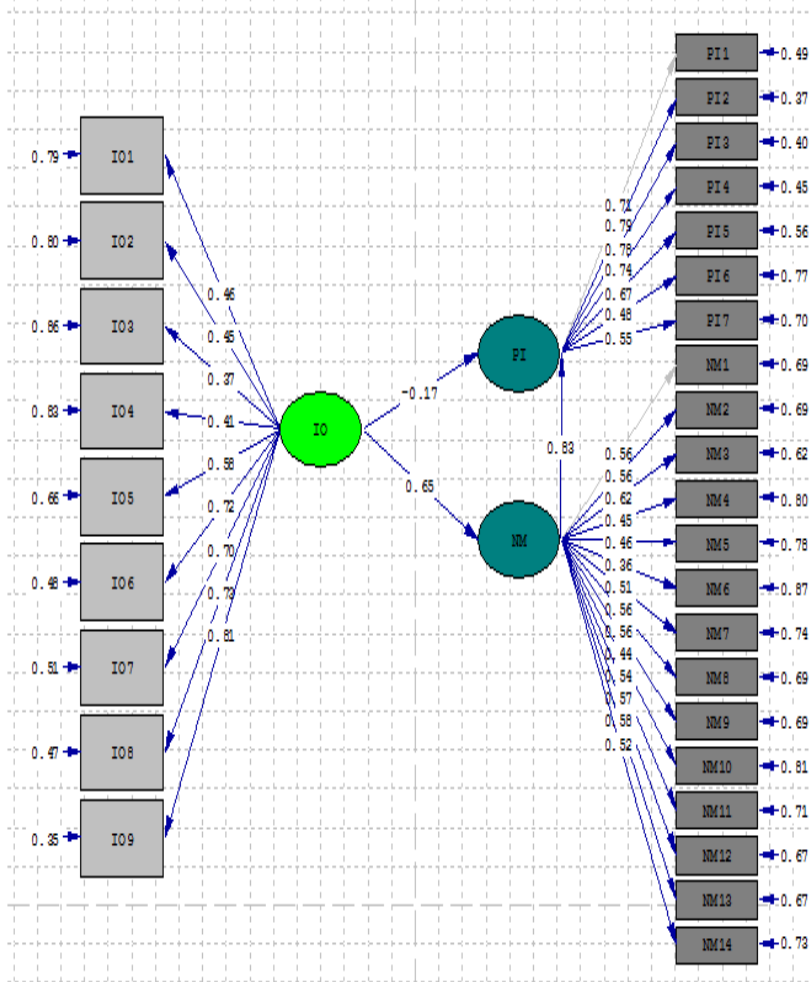 PI1 0.49
PI2 0.37
PI3 0.40
PI4 0.45
PI5 0.56
PI6 0.77
PI7 0.70
NM1 0.69
NM2 0.69
NM3 0.62
NM4 0.80
NM5 0.78
NM6 0.87
NM7 0.74
NM8 0.69
NM9 0.69
NM10 0.81
NM11 0.71
NM12 0.67
NM13 0.67
NM14 0.73
0.79 IO1
0.80 IO2
0.86 IO3
0.83 IO4
0.66 IO5
0.48 IO6
0.51 IO7
0.47 IO8
0.35 IO9
0.46
0.45
0.37
0.41
0.58
0.72
0.70
0.73
0.81
IO
-0.17
0.65
PI
0.83
NM
0.71
0.79
0.78
0.74
0.67
0.48
0.55
0.56
0.56
0.62
0.45
0.46
0.36
0.51
0.56
0.56
0.44
0.54
0.57
0.58
0.52